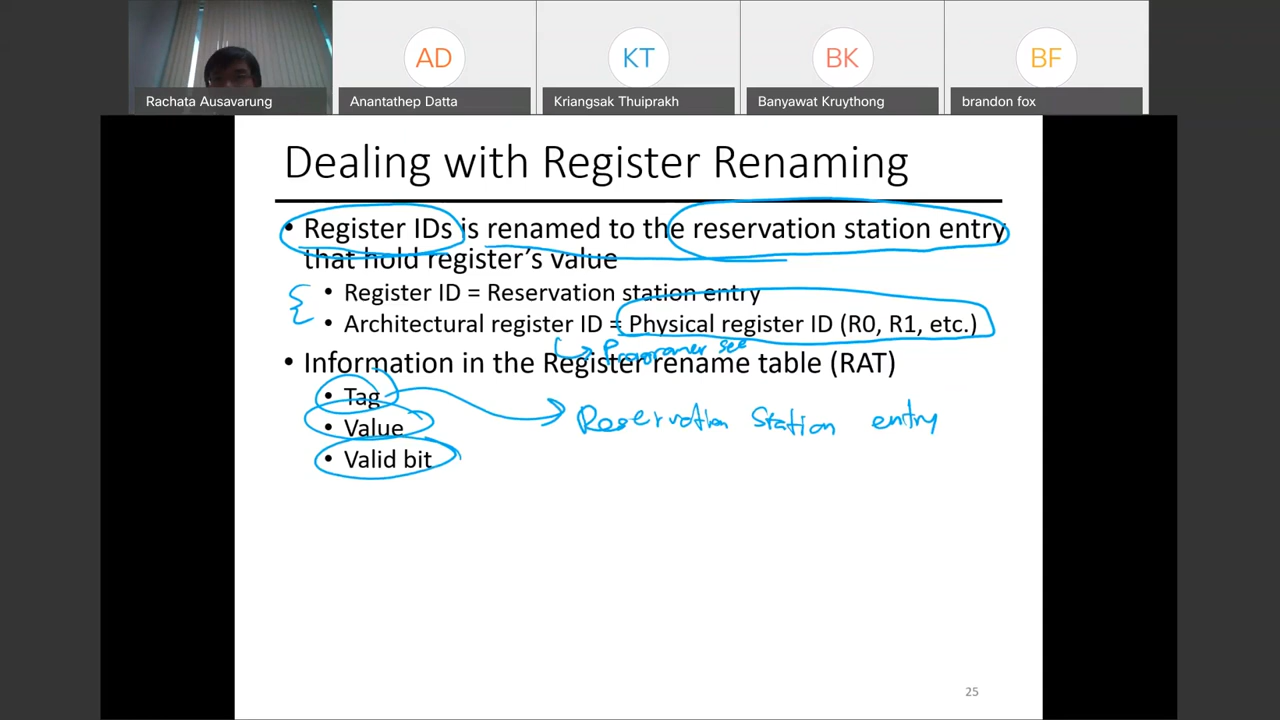 AD
KT
BK
BF
Rachata Ausavarung
Anantathep Datta
Kriangsak Thuiprakh
Banyawat Kruythong
brandon fox
Dealing with Register Renaming
• Register IDs is renamed to the reservation station entry
that hold register's value
• Register ID = Reservation station entry
• Architectural register ID = Physical register ID (R0, R1, etc.)
Programer see
• Information in the Register rename table (RAT)
• Tag
Reservation Station entry
• Value
• Valid bit
25